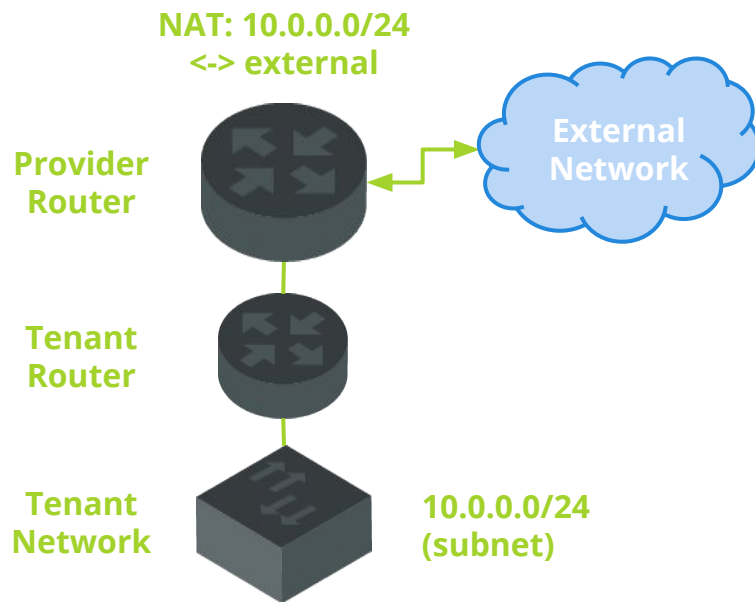 NAT: 10.0.0.0/24
<-> external
External
Network
Provider
Router
Tenant
Router
Tenant
Network
10.0.0.0/24
(subnet)